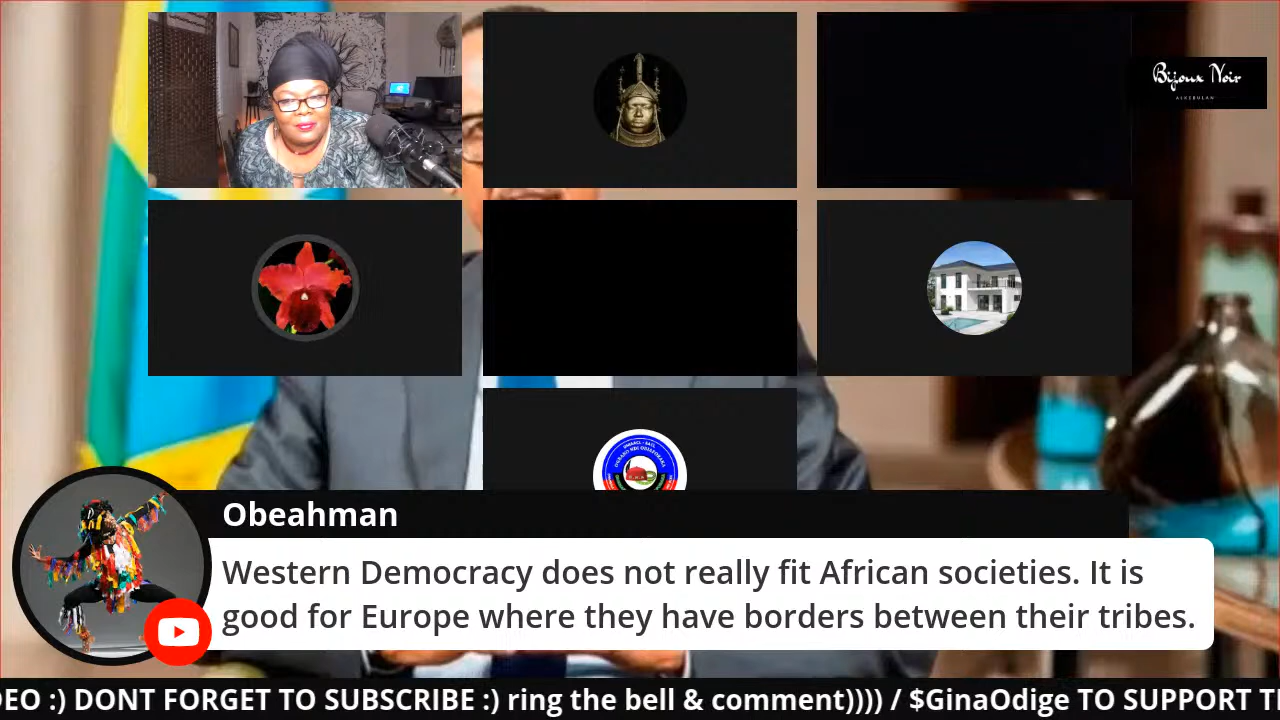 Bijoux Noir
ALKEBULAN
Obeahman
Western Democracy does not really fit African societies. It is
good for Europe where they have borders between their tribes.
DEO :) DONT FORGET TO SUBSCRIBE :) ring the bell & comment)))) / $GinaOdige TO SUPPORT T